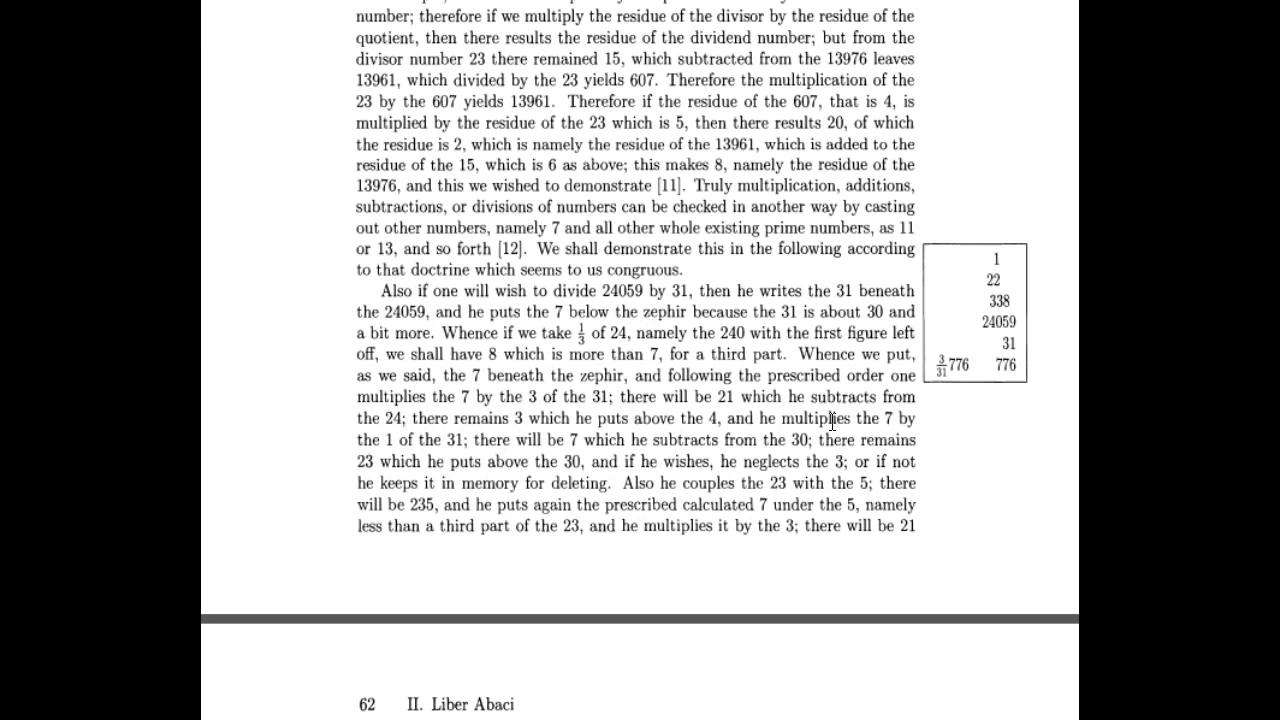 number; therefore if we multiply the residue of the divisor by the residue of the
quotient, then there results the residue of the dividend number; but from the
divisor number 23 there remained 15, which subtracted from the 13976 leaves
13961, which divided by the 23 yields 607. Therefore the multiplication of the
23 by the 607 yields 13961. Therefore if the residue of the 607, that is 4, is
multiplied by the residue of the 23 which is 5, then there results 20, of which
the residue is 2, which is namely the residue of the 13961, which is added to the
residue of the 15, which is 6 as above; this makes 8, namely the residue of the
13976, and this we wished to demonstrate [11]. Truly multiplication, additions,
subtractions, or divisions of numbers can be checked in another way by casting
out other numbers, namely 7 and all other whole existing prime numbers, as 11
or 13, and so forth [12]. We shall demonstrate this in the following according
to that doctrine which seems to us congruous.
Also if one will wish to divide 24059 by 31, then he writes the 31 beneath
the 24059, and he puts the 7 below the zephir because the 31 is about 30 and
a bit more. Whence if we take 1/3 of 24, namely the 240 with the first figure left
off, we shall have 8 which is more than 7, for a third part. Whence we put,
as we said, the 7 beneath the zephir, and following the prescribed order one
multiplies the 7 by the 3 of the 31; there will be 21 which he subtracts from
the 24; there remains 3 which he puts above the 4, and he multiplies the 7 by
the 1 of the 31; there will be 7 which he subtracts from the 30; there remains
23 which he puts above the 30, and if he wishes, he neglects the 3; or if not
he keeps it in memory for deleting. Also he couples the 23 with the 5; there
will be 235, and he puts again the prescribed calculated 7 under the 5, namely
less than a third part of the 23, and he multiplies it by the 3; there will be 21
1
22
338
24059
31
3/31 776 776
62 II. Liber Abaci